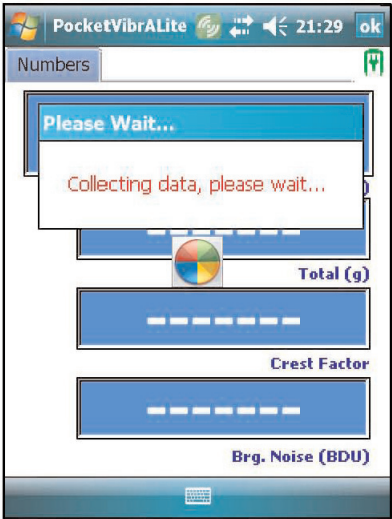 PocketVibrALite 21:29 ok
Numbers
Please Wait...
Collecting data, please wait...
)
-------
Total (g)
-------
Crest Factor
-------
Brg. Noise (BDU)